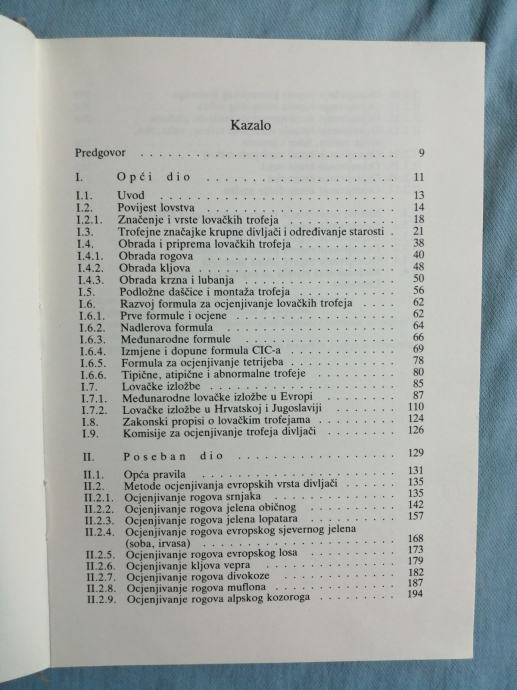 Kazalo
Predgovor . . . . . . . . . . . . . . . . . . . . . . . . 9
I. Opći dio . . . . . . . . . . . . . . . . . . . . . . . . 11
I.1. Uvod . . . . . . . . . . . . . . . . . . . . . . . . 13
I.2. Povijest lovstva . . . . . . . . . . . . . . . . . . . . 14
I.2.1. Značenje i vrste lovačkih trofeja . . . . . . . . . . . . 18
I.3. Trofejne značajke krupne divljači i određivanje starosti . 21
I.4. Obrada i priprema lovačkih trofeja . . . . . . . . . . . 38
I.4.1. Obrada rogova . . . . . . . . . . . . . . . . . . . . 40
I.4.2. Obrada kljova . . . . . . . . . . . . . . . . . . . . 48
I.4.3. Obrada krzna i lubanja . . . . . . . . . . . . . . . . 50
I.5. Podložne daščice i montaža trofeja . . . . . . . . . . . 56
I.6. Razvoj formula za ocjenjivanje lovačkih trofeja . . . . 62
I.6.1. Prve formule i ocjene . . . . . . . . . . . . . . . . 62
I.6.2. Nadlerova formula . . . . . . . . . . . . . . . . . . 64
I.6.3. Međunarodne formule . . . . . . . . . . . . . . . . 66
I.6.4. Izmjene i dopune formula CIC-a . . . . . . . . . . . 69
I.6.5. Formula za ocjenjivanje tetrijeba . . . . . . . . . . . 78
I.6.6. Tipične, atipične i abnormalne trofeje . . . . . . . . . 80
I.7. Lovačke izložbe . . . . . . . . . . . . . . . . . . . . 85
I.7.1. Međunarodne lovačke izložbe u Evropi . . . . . . . . 87
I.7.2. Lovačke izložbe u Hrvatskoj i Jugoslaviji . . . . . . . 110
I.8. Zakonski propisi o lovačkim trofejama . . . . . . . . . 124
I.9. Komisije za ocjenjivanje trofeja divljači . . . . . . . . 126
II. Poseban dio . . . . . . . . . . . . . . . . . . . . . . 129
II.1. Opća pravila . . . . . . . . . . . . . . . . . . . . . 131
II.2. Metode ocjenjivanja evropskih vrsta divljači . . . . . . 135
II.2.1. Ocjenjivanje rogova srnjaka . . . . . . . . . . . . . 135
II.2.2. Ocjenjivanje rogova jelena običnog . . . . . . . . . . 142
II.2.3. Ocjenjivanje rogova jelena lopatara . . . . . . . . . . 157
II.2.4. Ocjenjivanje rogova evropskog sjevernog jelena
(soba, irvasa) . . . . . . . . . . . . . . . . . . . . . 168
II.2.5. Ocjenjivanje rogova evropskog losa . . . . . . . . . . 173
II.2.6. Ocjenjivanje kljova vepra . . . . . . . . . . . . . . . 179
II.2.7. Ocjenjivanje rogova divokoze . . . . . . . . . . . . . 182
II.2.8. Ocjenjivanje rogova muflona . . . . . . . . . . . . . 187
II.2.9. Ocjenjivanje rogova alpskog kozoroga . . . . . . . . . 194